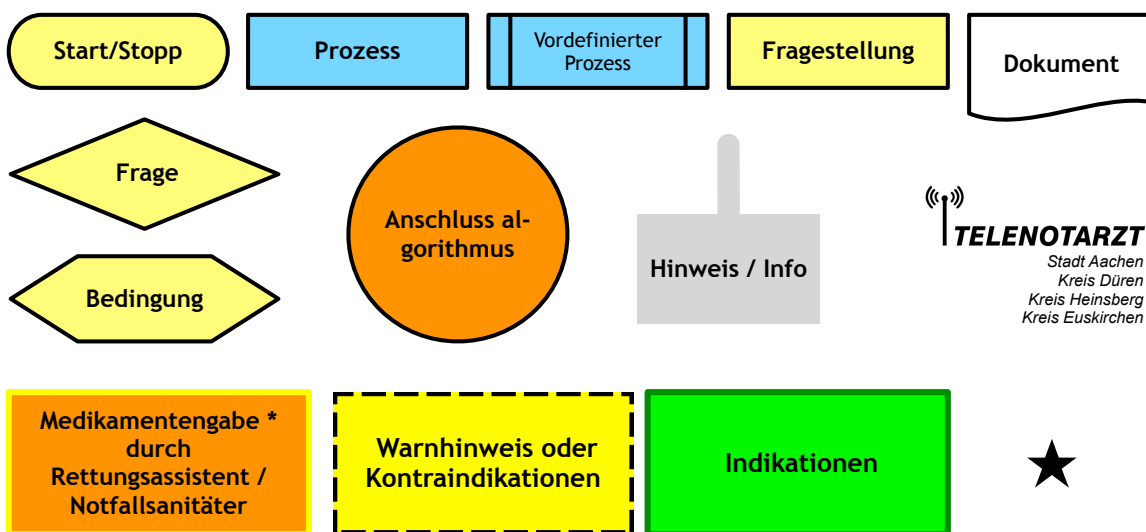 Start/Stopp
Prozess
Vordefinierter
Prozess
Fragestellung
Dokument
Frage
Anschluss al-
gorithmus
Hinweis / Info
TELENOTARZT
Stadt Aachen
Kreis Düren
Kreis Heinsberg
Kreis Euskirchen
Bedingung
Medikamentengabe *
durch
Rettungsassistent /
Notfallsanitäter
Warnhinweis oder
Kontraindikationen
Indikationen